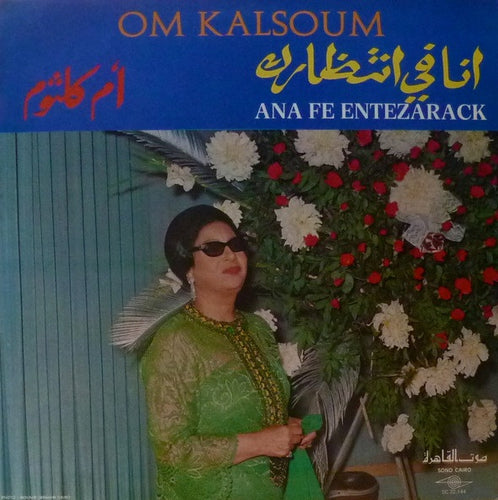 OM KALSOUM
انا في انتظارك
أم كلثوم
ANA FE ENTEZARACK
صوت القاهرة
SONO CAIRO